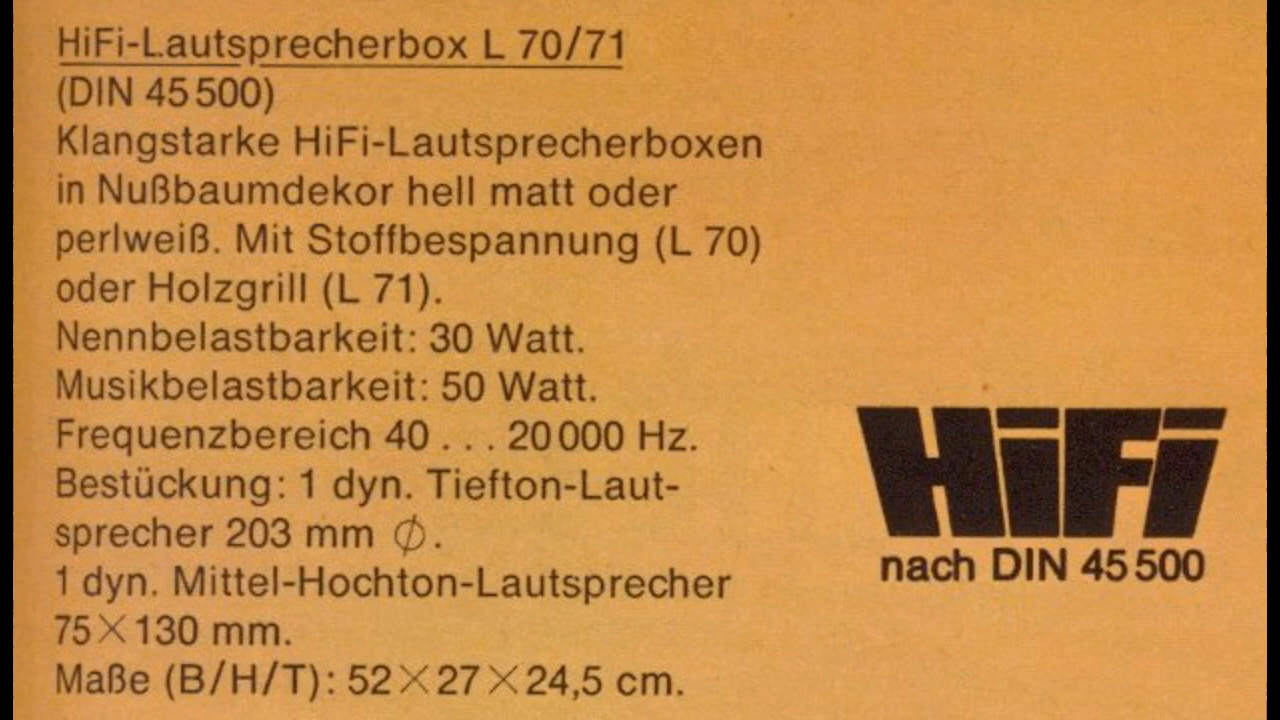 HiFi-Lautsprecherbox L 70/71
(DIN 45 500)
Klangstarke HiFi-Lautsprecherboxen
in Nußbaumdekor hell matt oder
perlweiß. Mit Stoffbespannung (L 70)
oder Holzgrill (L 71).
Nennbelastbarkeit: 30 Watt.
Musikbelastbarkeit: 50 Watt.
Frequenzbereich 40 . . . 20 000 Hz.
Bestückung: 1 dyn. Tiefton-Laut-
sprecher 203 mm ∅.
1 dyn. Mittel-Hochton-Lautsprecher
75×130 mm.
Maße (B/H/T): 52×27×24,5 cm.
HiFi
nach DIN 45 500